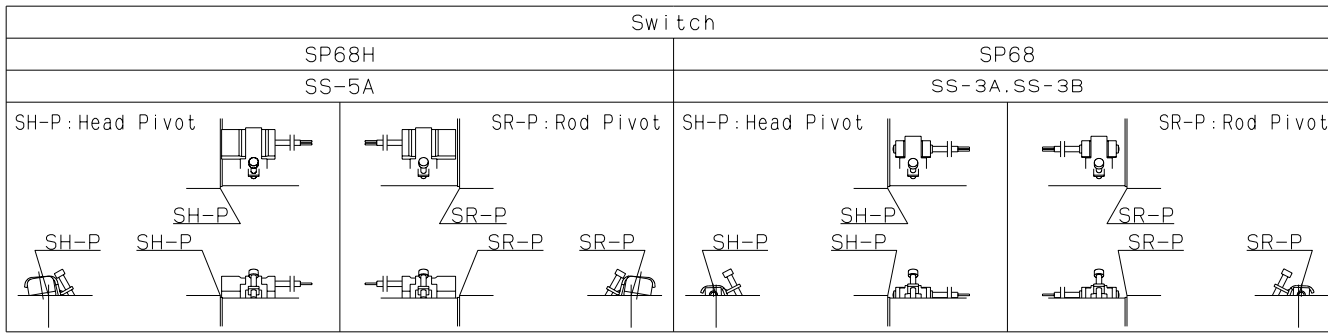 Switch
SP68H
SP68
SS-5A
SS-3A.SS-3B
SH-P:Head Pivot
SR-P:Rod Pivot
SH-P:Head Pivot
SR-P:Rod Pivot
SH-P
SR-P
SH-P
SR-P
SH-P
SH-P
SR-P
SR-P
SH-P
SH-P
SR-P
SR-P